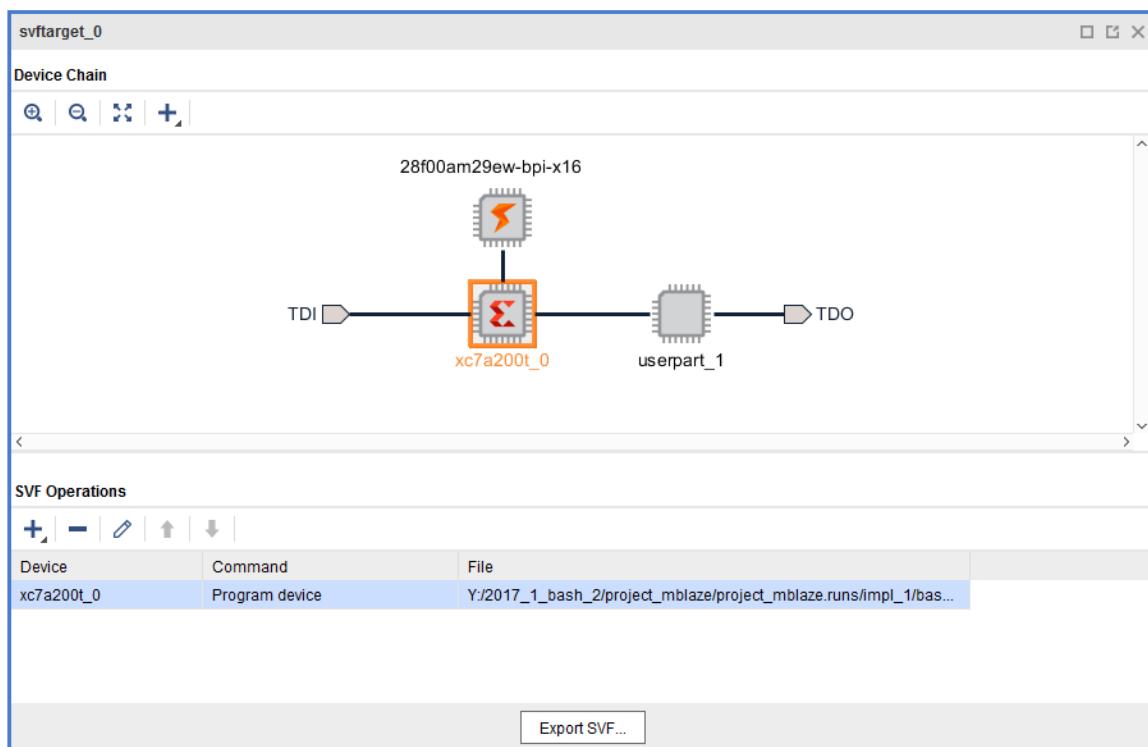 svftarget_0
Device Chain
28f00am29ew-bpi-x16
TDI TDO
xc7a200t_0 userpart_1
SVF Operations
Device Command File
xc7a200t_0 Program device Y:/2017_1_bash_2/project_mblaze/project_mblaze.runs/impl_1/bas...
Export SVF...